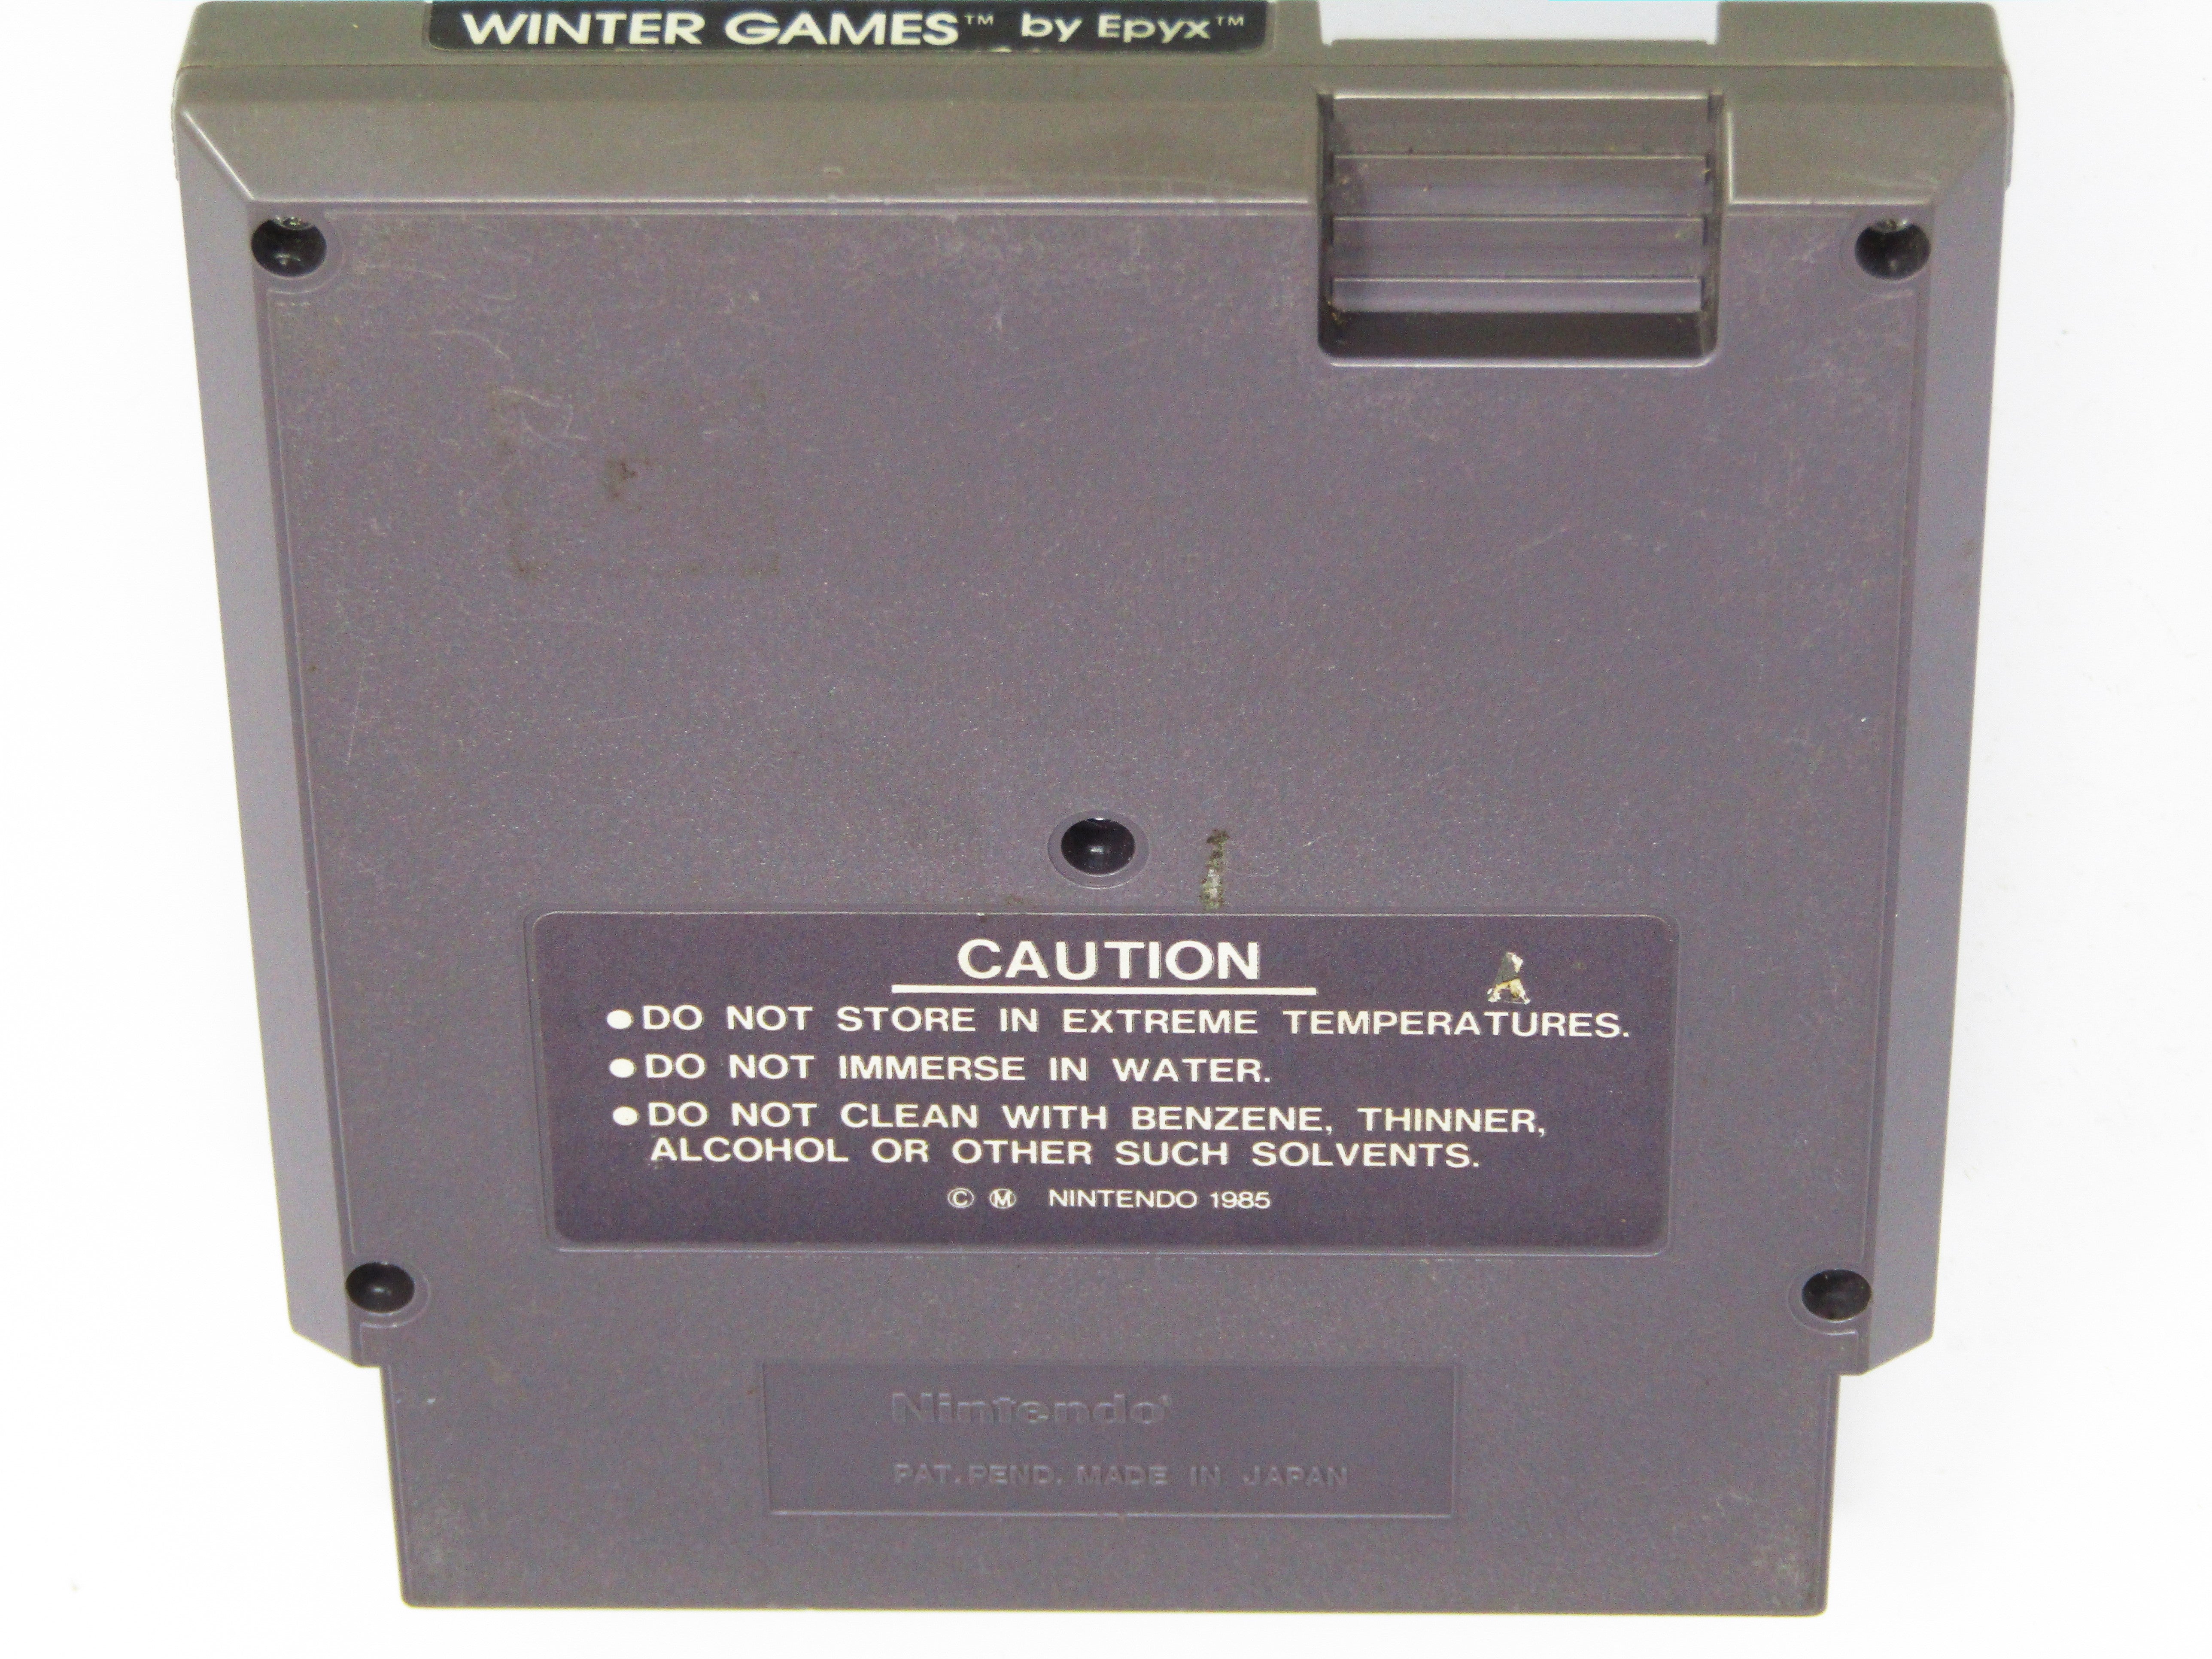 WINTER GAMES™ by Epyx™
CAUTION
●DO NOT STORE IN EXTREME TEMPERATURES.
●DO NOT IMMERSE IN WATER.
●DO NOT CLEAN WITH BENZENE, THINNER,
ALCOHOL OR OTHER SUCH SOLVENTS.
© Ⓜ NINTENDO 1985
Nintendo®
PAT. PEND. MADE IN JAPAN